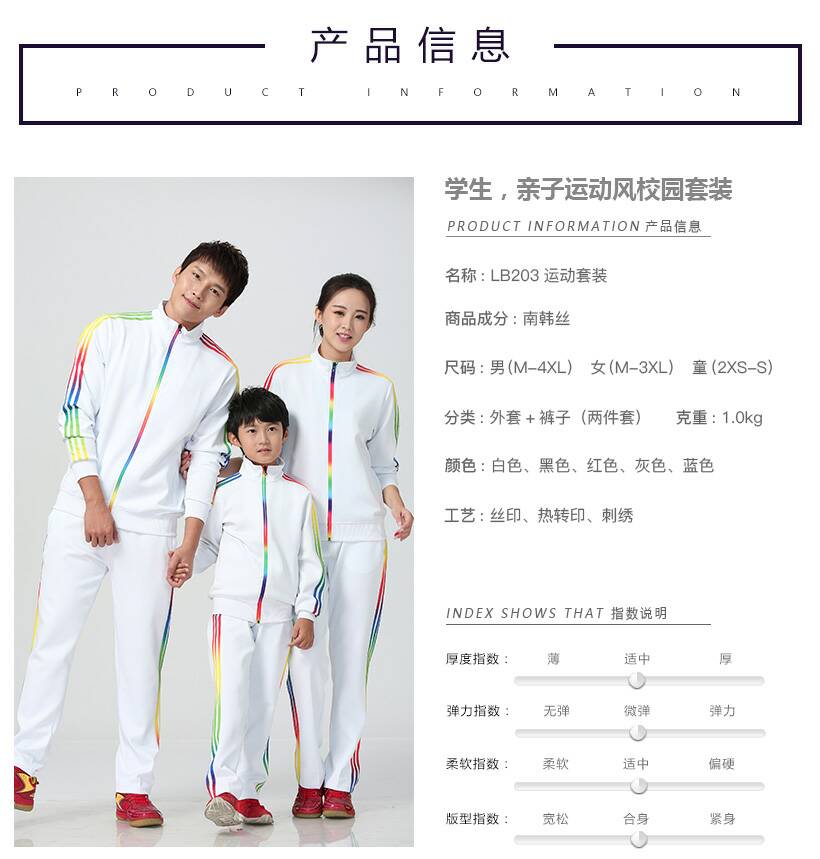 产品信息
PRODUCT INFORMATION
学生，亲子运动风校园套装
PRODUCT INFORMATION 产品信息
名称：LB203 运动套装
商品成分：南韩丝
尺码：男(M-4XL) 女(M-3XL) 童(2XS-S)
分类：外套＋裤子（两件套） 克重：1.0kg
颜色：白色、黑色、红色、灰色、蓝色
工艺：丝印、热转印、刺绣
INDEX SHOWS THAT 指数说明
厚度指数： 薄 适中 厚
弹力指数： 无弹 微弹 弹力
柔软指数： 柔软 适中 偏硬
版型指数： 宽松 合身 紧身